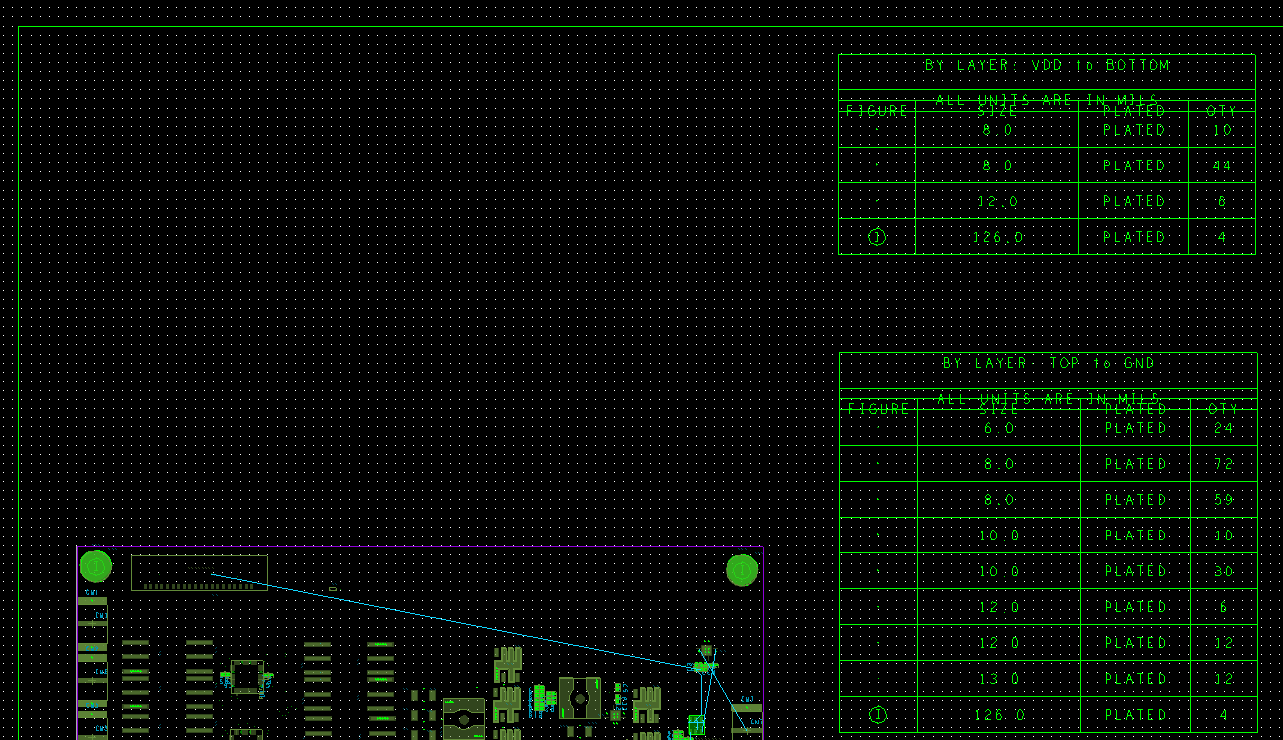 BY LAYER: VDD to BOTTOM
ALL UNITS ARE IN MILS
FIGURE SIZE PLATED QTY
8.0 PLATED 10
8.0 PLATED 44
12.0 PLATED 6
1 126.0 PLATED 4
BY LAYER: TOP to GND
ALL UNITS ARE IN MILS
FIGURE SIZE PLATED QTY
6.0 PLATED 24
8.0 PLATED 72
8.0 PLATED 59
10.0 PLATED 10
10.0 PLATED 30
12.0 PLATED 6
12.0 PLATED 12
13.0 PLATED 12
1 126.0 PLATED 4